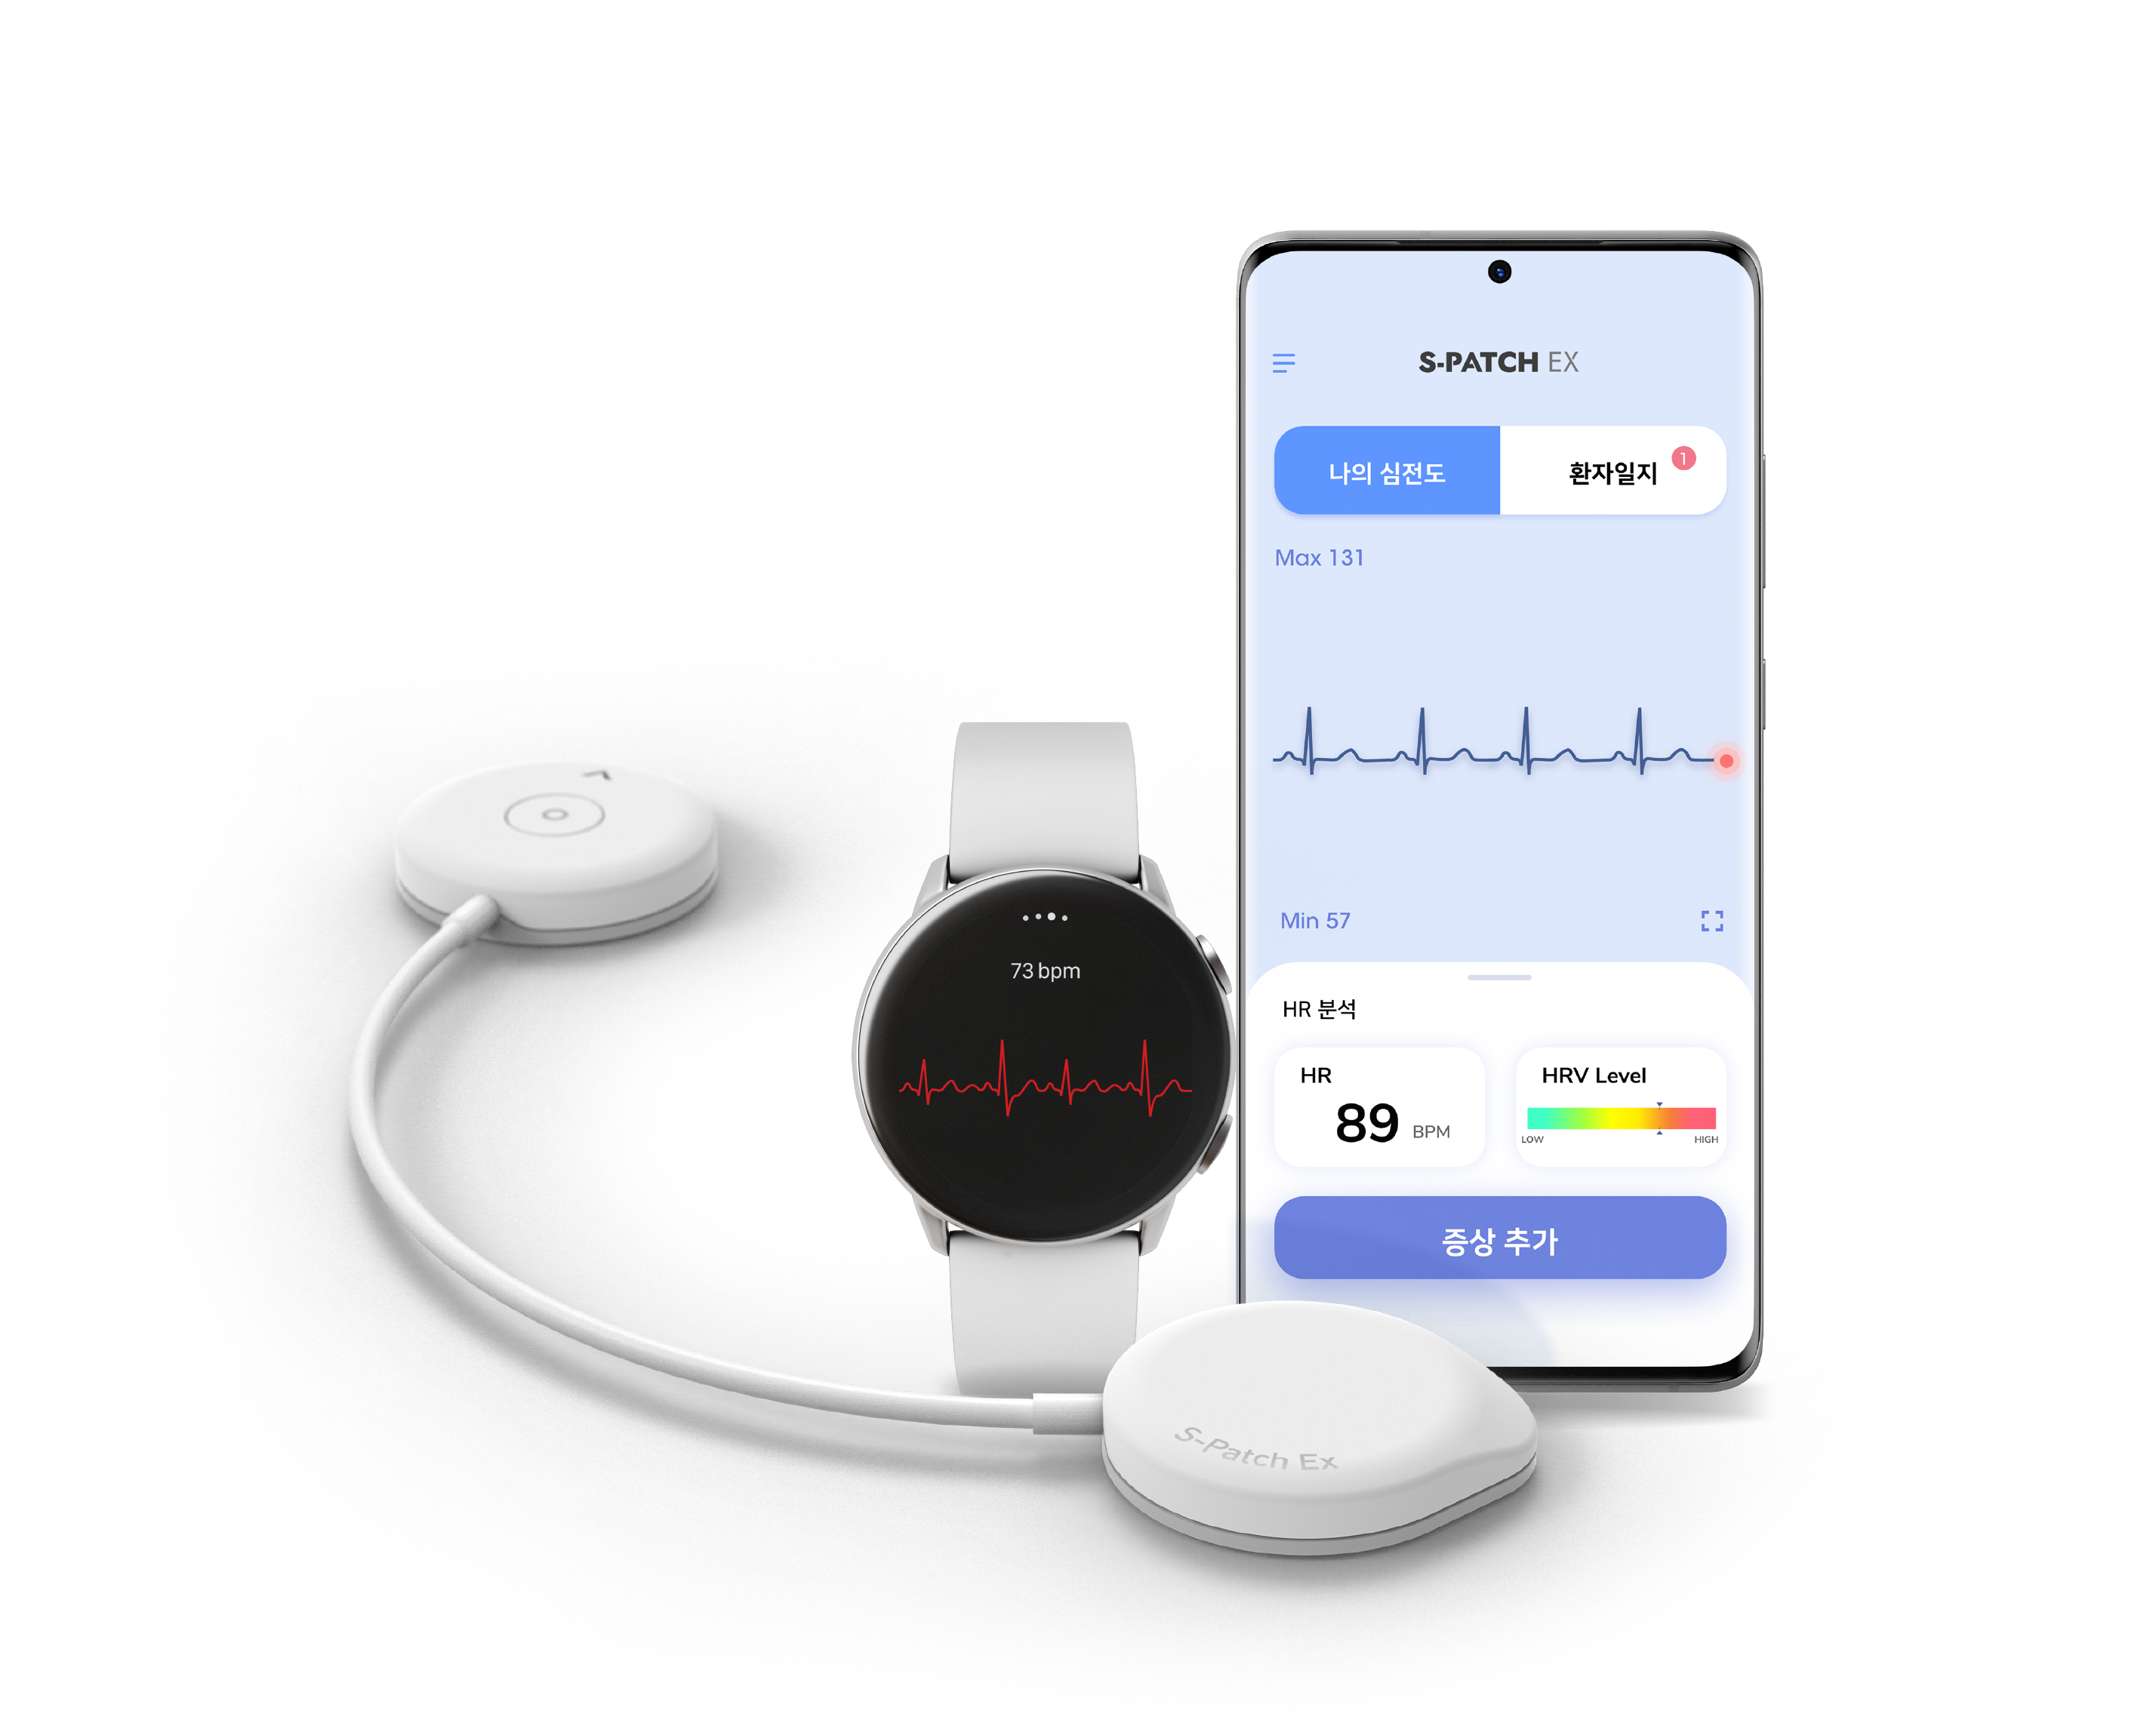 S-PATCH EX
나의 심전도
환자일지
1
Max 131
Min 57
HR 분석
HR
89 BPM
HRV Level
LOW
HIGH
증상 추가
73 bpm
S-Patch Ex